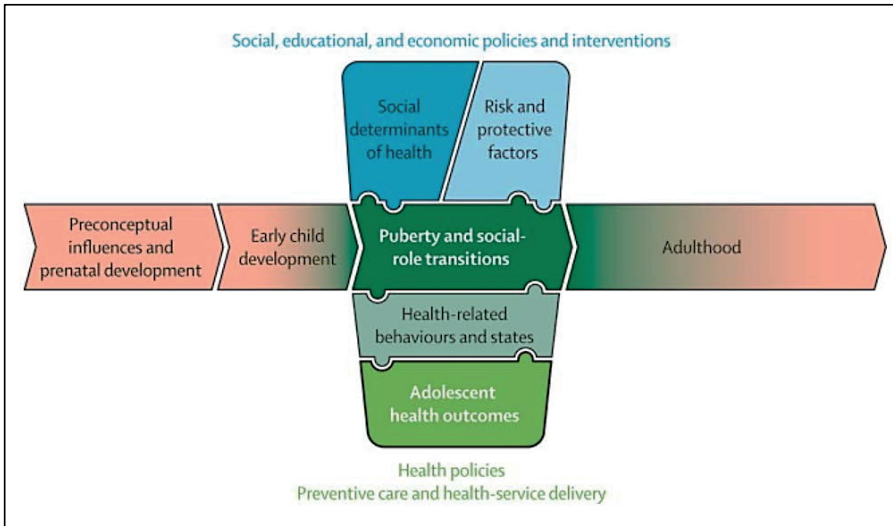 Social, educational, and economic policies and interventions
Social
determinants
of health
Risk and
protective
factors
Preconceptual
influences and
prenatal development
Early child
development
Puberty and social-
role transitions
Adulthood
Health-related
behaviours and states
Adolescent
health outcomes
Health policies
Preventive care and health-service delivery